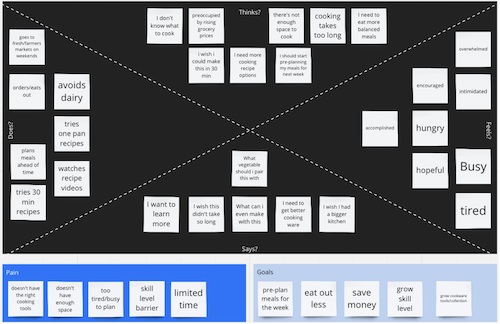 Thinks?
i don't
know what
to cook
preoccupied
by rising
grocery
prices
there's not
enough
space to
cook
cooking
takes
too long
I need to
eat more
balanced
meals
i wish i
could make
this in 30
min
i need more
cooking
recipe
options
i should start
pre-planning
my meals for
next week
Does?
goes to
fresh/farmers
markets on
weekends
orders/eats
out
avoids
dairy
tries
one pan
recipes
plans
meals
ahead of
time
watches
recipe
videos
tries 30
min
recipes
Feels?
overwhelmed
encouraged
intimidated
accomplished
hungry
hopeful
Busy
tired
What
vegetable
should i pair
this with
i want to
learn
more
i wish this
didn't take
so long
What can i
even make
with this
I need to
get better
cooking
ware
i wish i had
a bigger
kitchen
Says?
Pain
doesn't have
the right
cooking
tools
doesn't
have
enough
space
too
tired/busy
to plan
skill
level
barrier
limited
time
Goals
pre-plan
meals for
the week
eat out
less
save
money
grow
skill
level
grow cookware
tools/collection